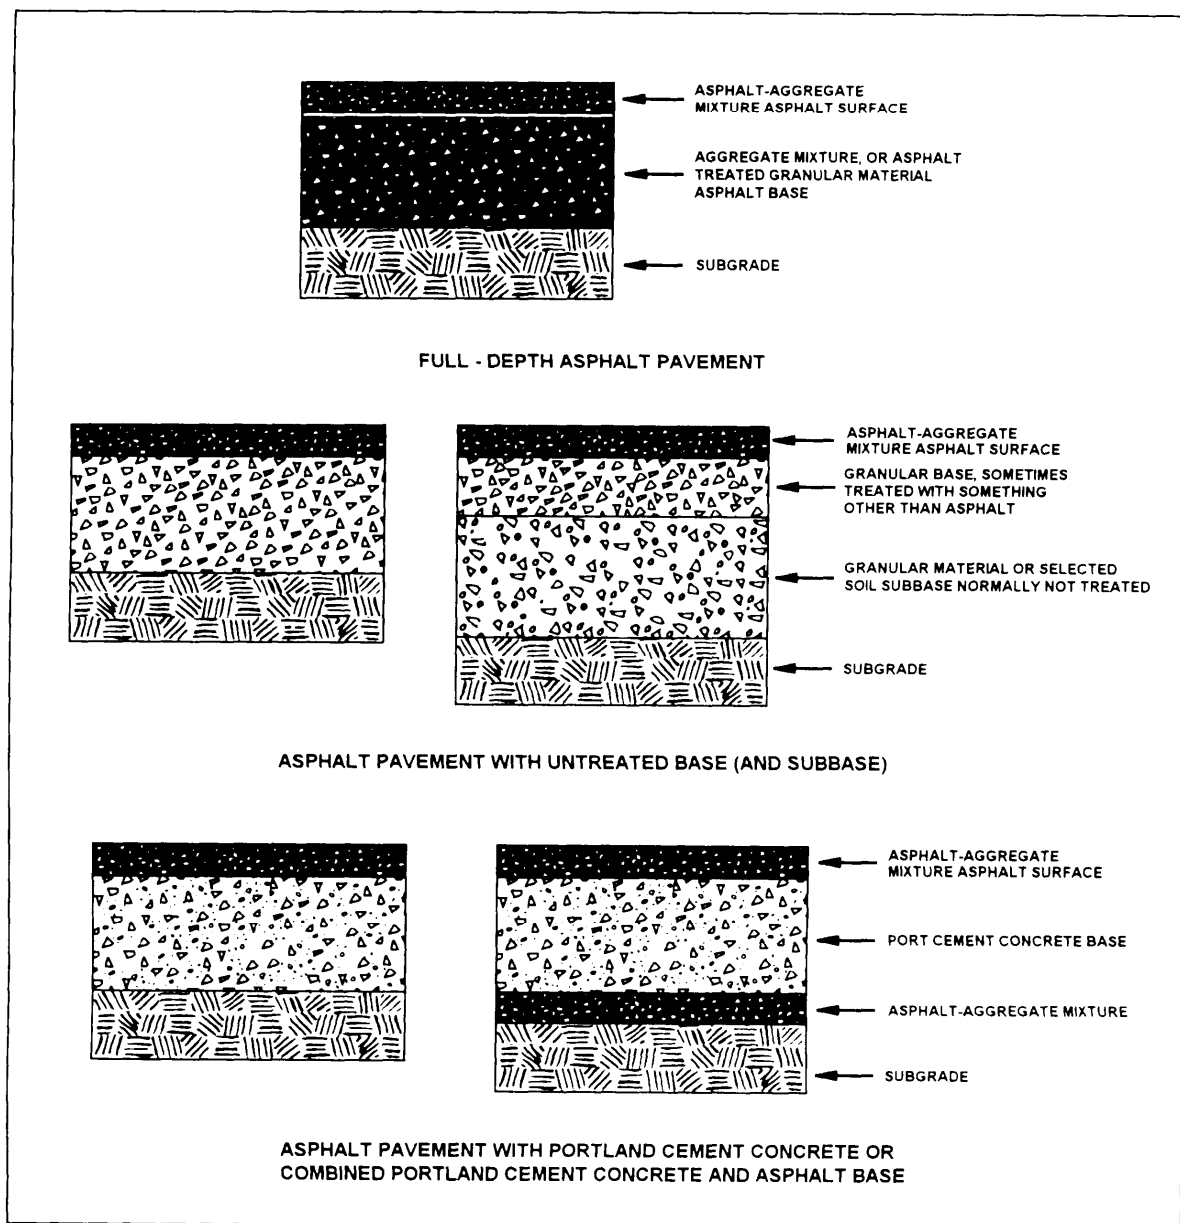 ASPHALT-AGGREGATE
MIXTURE ASPHALT SURFACE
AGGREGATE MIXTURE, OR ASPHALT
TREATED GRANULAR MATERIAL
ASPHALT BASE
SUBGRADE
FULL - DEPTH ASPHALT PAVEMENT
ASPHALT-AGGREGATE
MIXTURE ASPHALT SURFACE
GRANULAR BASE, SOMETIMES
TREATED WITH SOMETHING
OTHER THAN ASPHALT
GRANULAR MATERIAL OR SELECTED
SOIL SUBBASE NORMALLY NOT TREATED
SUBGRADE
ASPHALT PAVEMENT WITH UNTREATED BASE (AND SUBBASE)
ASPHALT-AGGREGATE
MIXTURE ASPHALT SURFACE
PORT CEMENT CONCRETE BASE
ASPHALT-AGGREGATE MIXTURE
SUBGRADE
ASPHALT PAVEMENT WITH PORTLAND CEMENT CONCRETE OR
COMBINED PORTLAND CEMENT CONCRETE AND ASPHALT BASE